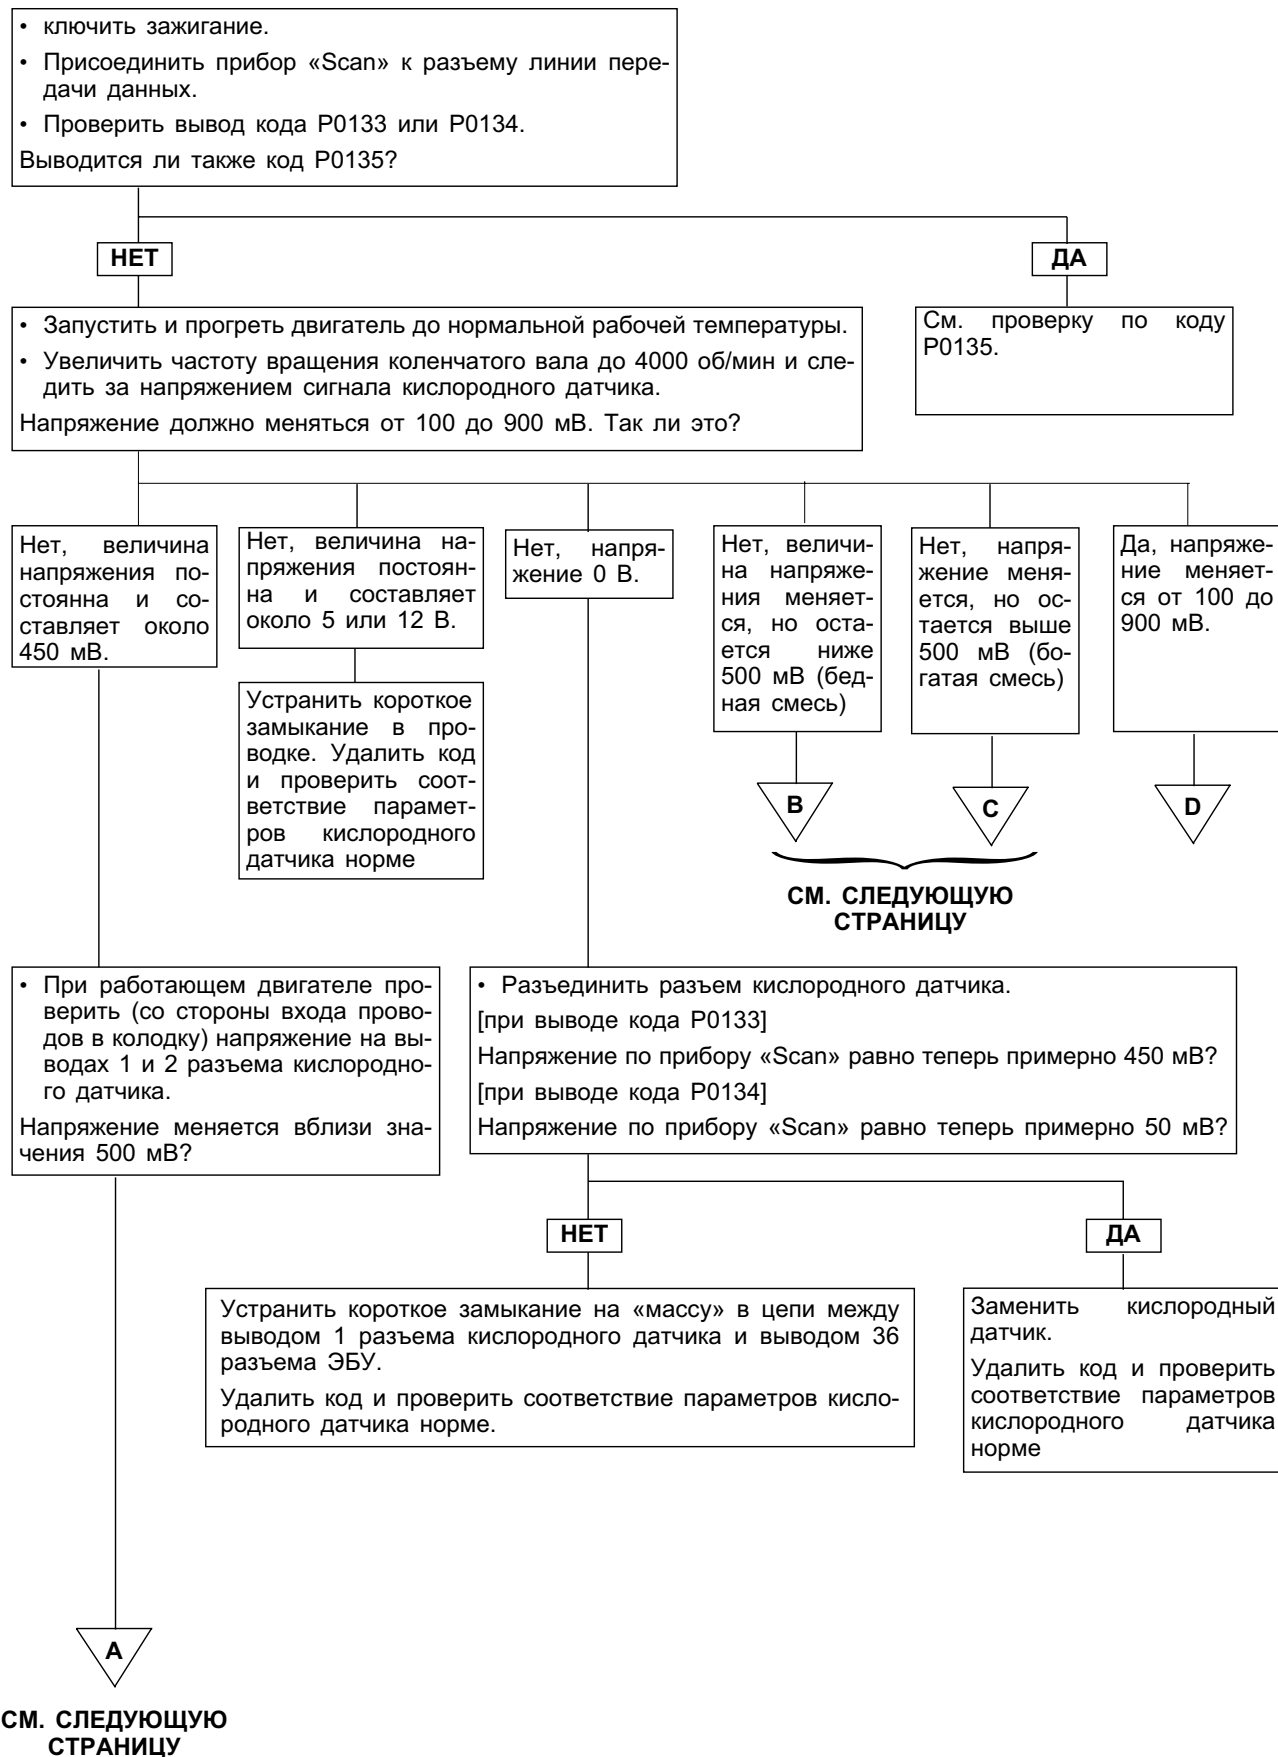 • ключить зажигание.
• Присоединить прибор «Scan» к разъему линии пере-
дачи данных.
• Проверить вывод кода P0133 или P0134.
Выводится ли также код P0135?
НЕТ
ДА
• Запустить и прогреть двигатель до нормальной рабочей температуры.
• Увеличить частоту вращения коленчатого вала до 4000 об/мин и сле-
дить за напряжением сигнала кислородного датчика.
Напряжение должно меняться от 100 до 900 мВ. Так ли это?
См. проверку по коду
P0135.
Нет, величина
напряжения по-
стоянна и со-
ставляет около
450 мВ.
Нет, величина на-
пряжения постоян-
на и составляет
около 5 или 12 В.
Устранить короткое
замыкание в про-
водке. Удалить код
и проверить соот-
ветствие парамет-
ров кислородного
датчика норме
Нет, напря-
жение 0 В.
Нет, величи-
на напряже-
ния меняет-
ся, но оста-
ется ниже
500 мВ (бед-
ная смесь)
Нет, напря-
жение меня-
ется, но ос-
тается выше
500 мВ (бо-
гатая смесь)
Да, напряже-
ние меняет-
ся от 100 до
900 мВ.
B
C
D
СМ. СЛЕДУЮЩУЮ
СТРАНИЦУ
• При работающем двигателе про-
верить (со стороны входа прово-
дов в колодку) напряжение на вы-
водах 1 и 2 разъема кислородно-
го датчика.
Напряжение меняется вблизи зна-
чения 500 мВ?
• Разъединить разъем кислородного датчика.
[при выводе кода P0133]
Напряжение по прибору «Scan» равно теперь примерно 450 мВ?
[при выводе кода P0134]
Напряжение по прибору «Scan» равно теперь примерно 50 мВ?
НЕТ
ДА
Устранить короткое замыкание на «массу» в цепи между
выводом 1 разъема кислородного датчика и выводом 36
разъема ЭБУ.
Удалить код и проверить соответствие параметров кисло-
родного датчика норме.
Заменить кислородный
датчик.
Удалить код и проверить
соответствие параметров
кислородного датчика
норме
A
СМ. СЛЕДУЮЩУЮ
СТРАНИЦУ